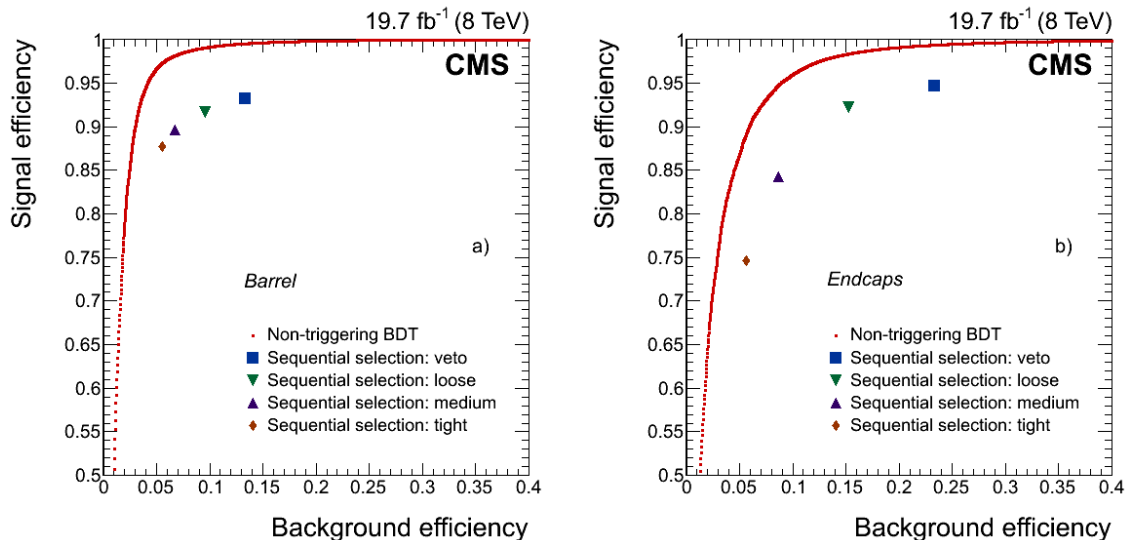 19.7 fb⁻¹ (8 TeV)
Signal efficiency
1
0.95
0.9
0.85
0.8
0.75
0.7
0.65
0.6
0.55
0.5
CMS
a)
Barrel
Non-triggering BDT
Sequential selection: veto
Sequential selection: loose
Sequential selection: medium
Sequential selection: tight
0 0.05 0.1 0.15 0.2 0.25 0.3 0.35 0.4
Background efficiency
19.7 fb⁻¹ (8 TeV)
Signal efficiency
1
0.95
0.9
0.85
0.8
0.75
0.7
0.65
0.6
0.55
0.5
CMS
b)
Endcaps
Non-triggering BDT
Sequential selection: veto
Sequential selection: loose
Sequential selection: medium
Sequential selection: tight
0 0.05 0.1 0.15 0.2 0.25 0.3 0.35 0.4
Background efficiency